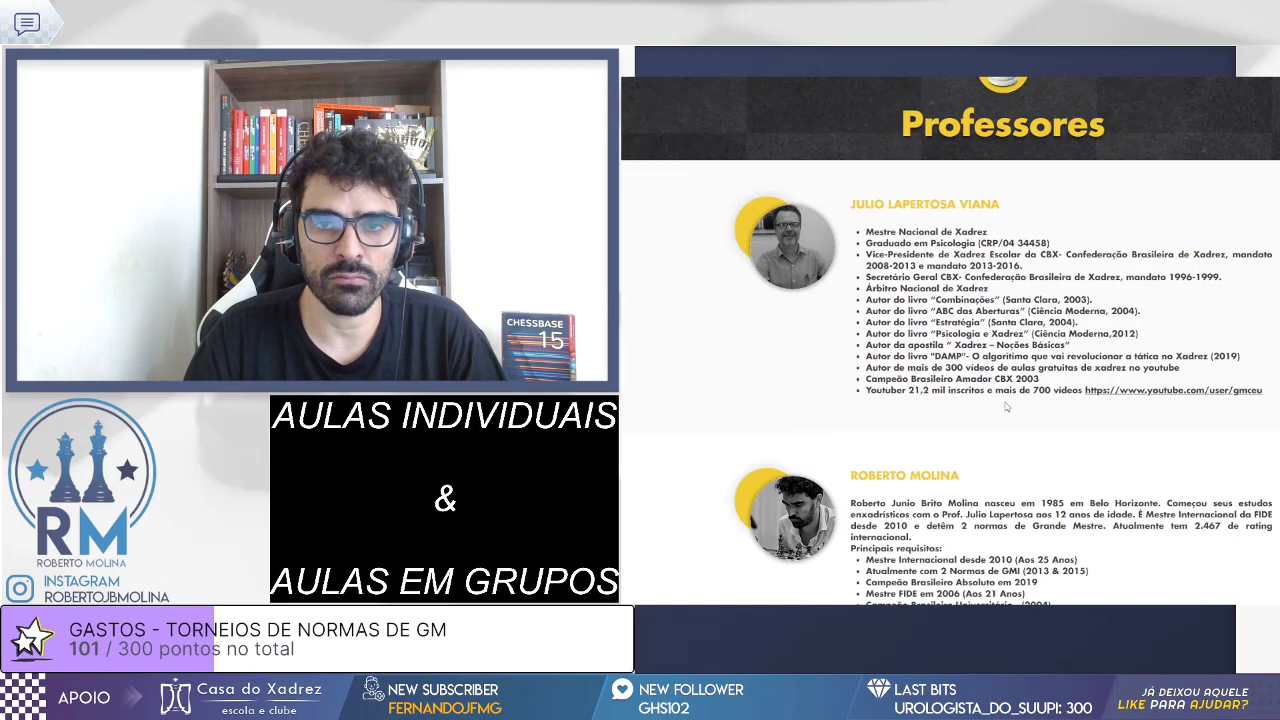 CHESSBASE
15
RM
ROBERTO MOLINA
INSTAGRAM
ROBERTOJBMOLINA
AULAS INDIVIDUAIS
&
AULAS EM GRUPOS
GASTOS - TORNEIOS DE NORMAS DE GM
101 / 300 pontos no total
Professores
JULIO LAPERTOSA VIANA
• Mestre Nacional de Xadrez
• Graduado em Psicologia (CRP/04 34458)
• Vice-Presidente de Xadrez Escolar da CBX- Confederação Brasileira de Xadrez, mandato
2008-2013 e mandato 2013-2016.
• Secretário Geral CBX- Confederação Brasileira de Xadrez, mandato 1996-1999.
• Árbitro Nacional de Xadrez
• Autor do livro “Combinações” (Santa Clara, 2003).
• Autor do livro “ABC das Aberturas” (Ciência Moderna, 2004).
• Autor do livro “Estratégia” (Santa Clara, 2004).
• Autor do livro “Psicologia e Xadrez” (Ciência Moderna,2012)
• Autor da apostila “ Xadrez – Noções Básicas”
• Autor do livro "DAMP"- O algoritimo que vai revolucionar a tática no Xadrez (2019)
• Autor de mais de 300 videos de aulas gratuitas de xadrez no youtube
• Campeão Brasileiro Amador CBX 2003
• Youtuber 21,2 mil inscritos e mais de 700 videos https://www.youtube.com/user/gmceu
ROBERTO MOLINA
Roberto Junio Brito Molina nasceu em 1985 em Belo Horizonte. Começou seus estudos
enxadrísticos com o Prof. Julio Lapertosa aos 12 anos de idade. É Mestre Internacional da FIDE
desde 2010 e detêm 2 normas de Grande Mestre. Atualmente tem 2.467 de rating
internacional.
Principais requisitos:
• Mestre Internacional desde 2010 (Aos 25 Anos)
• Atualmente com 2 Normas de GMI (2013 & 2015)
• Campeão Brasileiro Absoluto em 2019
• Mestre FIDE em 2006 (Aos 21 Anos)
• Campeão Brasileiro Universitário (2004)
APOIO
Casa do Xadrez
escola e clube
NEW SUBSCRIBER
FERNANDOJFMG
NEW FOLLOWER
GHS102
LAST BITS
UROLOGISTA_DO_SUUPI: 300
JÁ DEIXOU AQUELE
LIKE PARA AJUDAR?